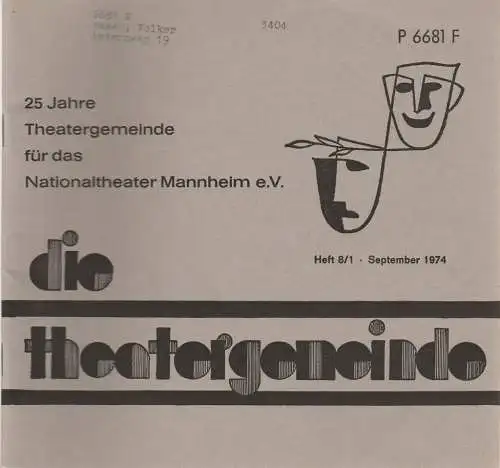 3404
P 6681 F
25 Jahre
Theatergemeinde
für das
Nationaltheater Mannheim e.V.
Heft 8/1 · September 1974
die
theatergemeinde